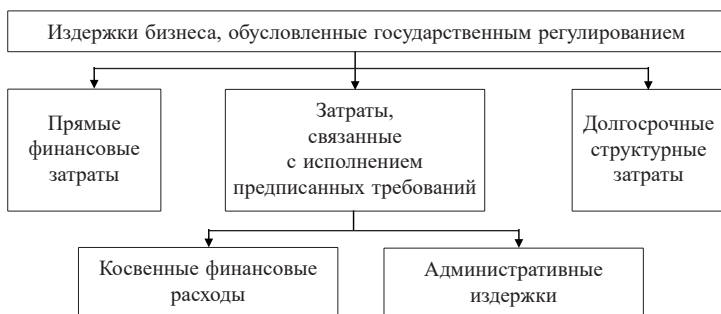 Издержки бизнеса, обусловленные государственным регулированием
Прямые
финансовые
затраты
Затраты,
связанные
с исполнением
предписанных требований
Долгосрочные
структурные
затраты
Косвенные финансовые
расходы
Административные
издержки